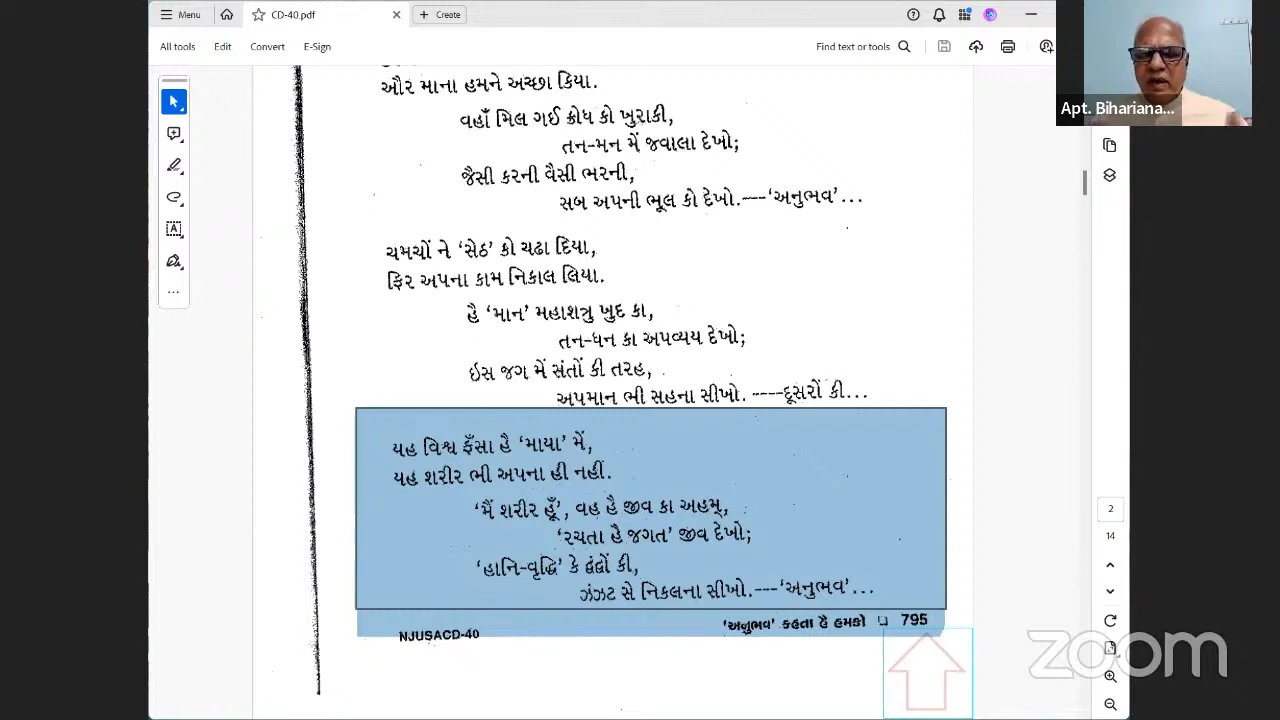 Menu
CD-40.pdf
Create
All tools
Edit
Convert
E-Sign
Find text or tools
Apt. Bihariana...
ઔર માના હમને અચ્છા કિયા.
વહાઁ મિલ ગઈ ક્રોધ કો ખુરાકી,
તન-મન મેં જવાલા દેખો;
જૈસી કરની વૈસી ભરની,
સબ અપની ભૂલ કો દેખો.---‘અનુભવ’...
ચમચોં ને ‘સેઠ’ કો ચઢા દિયા,
ફિર અપના કામ નિકાલ લિયા.
હૈ ‘માન’ મહાશત્રુ ખુદ કા,
તન-ધન કા અપવ્યય દેખો;
ઇસ જગ મેં સંતોં કી તરહ,
અપમાન ભી સહના સીખો. ----દૂસરોં કી...
યહ વિશ્વ ફઁસા હૈ ‘માયા’ મેં,
યહ શરીર ભી અપના હી નહીં.
‘મૈં શરીર હૂઁ’, વહ હૈ જીવ કા અહમ્,
‘રચતા હૈ જગત’ જીવ દેખો;
‘હાનિ-વૃદ્ધિ’ કે દ્વંદ્વોં કી,
ઝંઝટ સે નિકલના સીખો.---‘અનુભવ’...
‘અનુભવ’ કહતા હૈ હમકો ❑ 795
NJUSACD-40
2
14
zoom